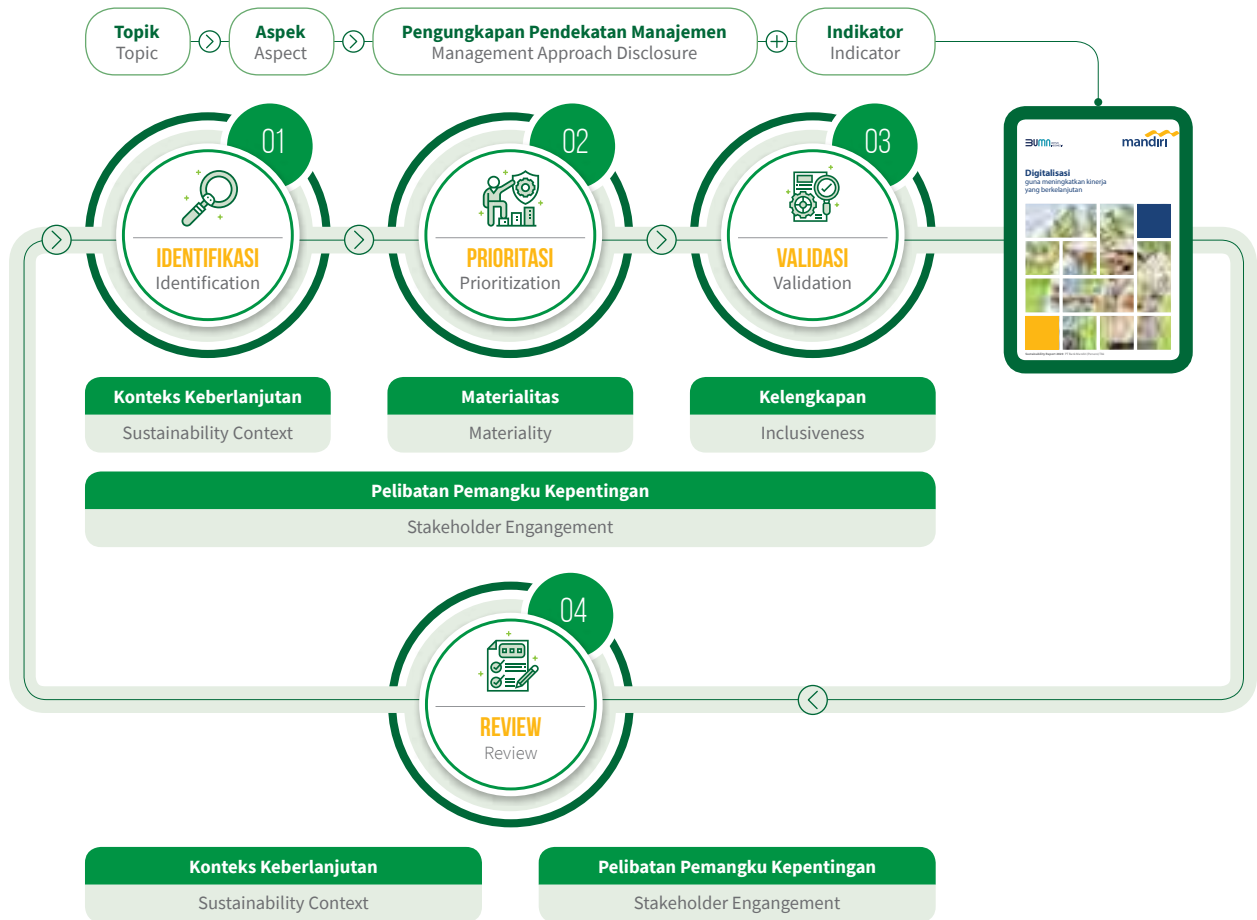 Topik
Topic
Aspek
Aspect
Pengungkapan Pendekatan Manajemen
Management Approach Disclosure
Indikator
Indicator
01
IDENTIFIKASI
Identification
02
PRIORITASI
Prioritization
03
VALIDASI
Validation
BUMN
mandiri
Digitalisasi
guna meningkatkan kinerja
yang berkelanjutan
Konteks Keberlanjutan
Sustainability Context
Materialitas
Materiality
Kelengkapan
Inclusiveness
Pelibatan Pemangku Kepentingan
Stakeholder Engangement
04
REVIEW
Review
Konteks Keberlanjutan
Sustainability Context
Pelibatan Pemangku Kepentingan
Stakeholder Engangement